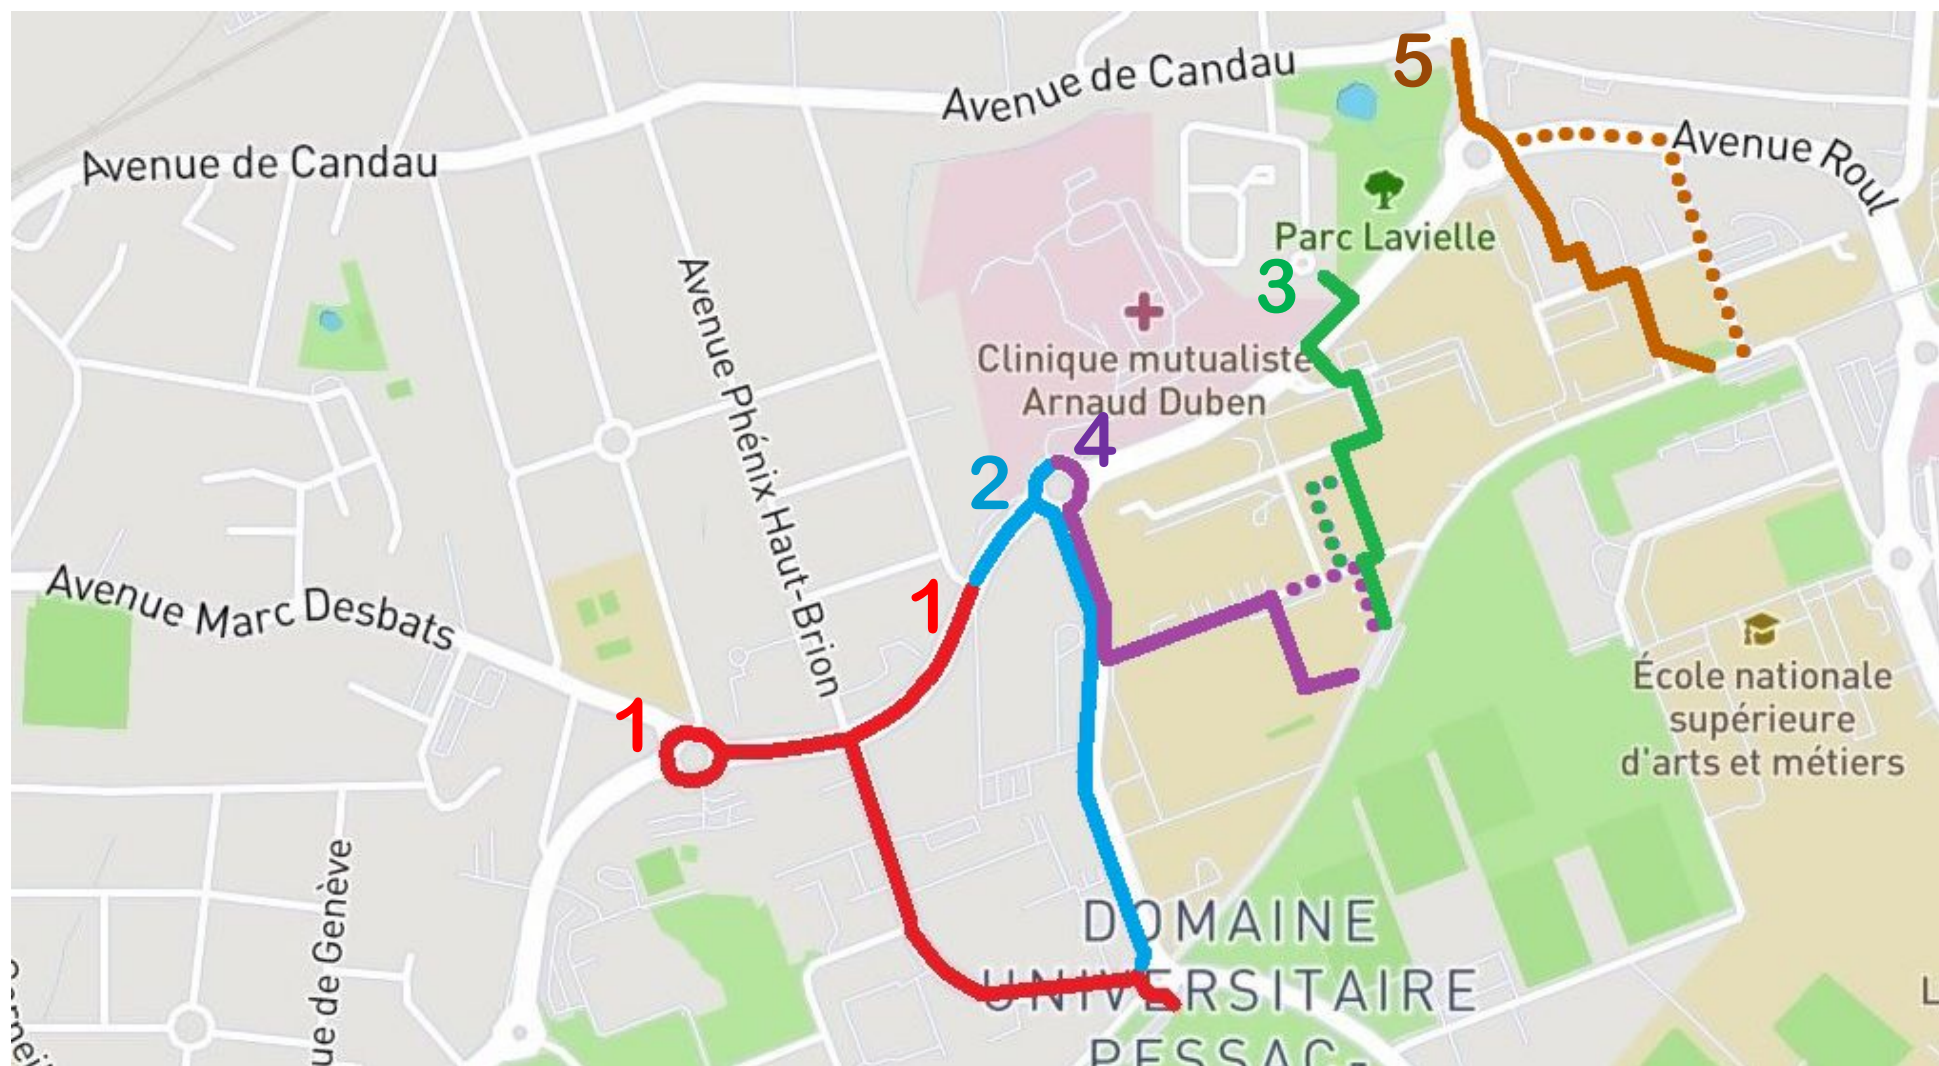 5
Avenue de Candau
Avenue de Candau
Avenue Roul
Parc Lavielle
3
Avenue Phénix Haut-Brion
Clinique mutualiste
Arnaud Duben
4
2
Avenue Marc Desbats
1
1
École nationale
supérieure
d'arts et métiers
ue de Genève
DOMAINE
UNIVERSITAIRE
PESSAC-
L